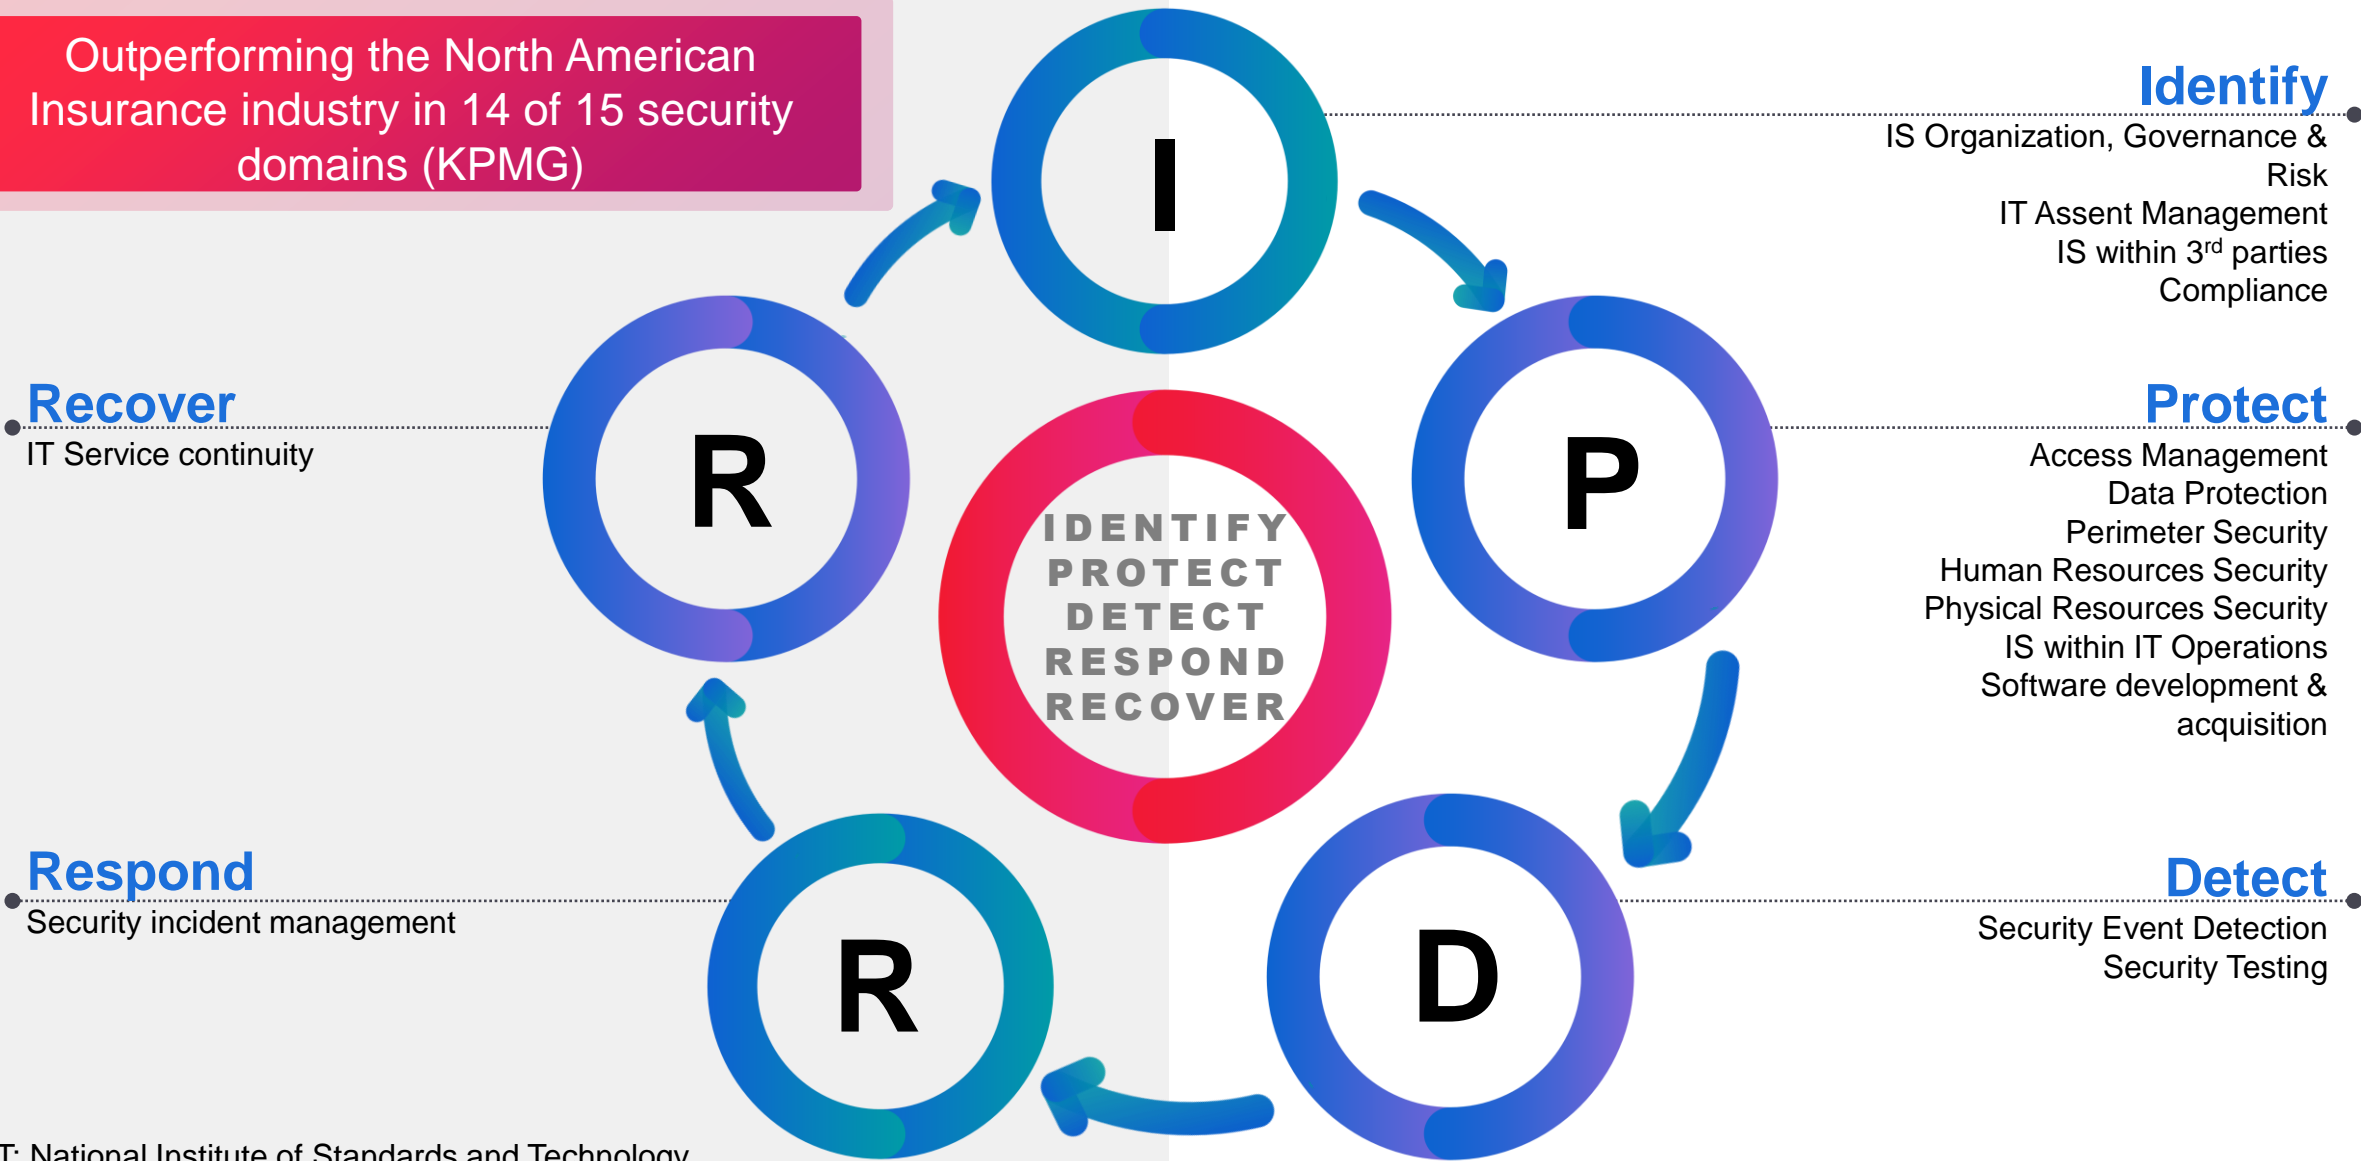 Outperforming the North American
Insurance industry in 14 of 15 security
domains (KPMG)
I
Identify
IS Organization, Governance &
Risk
IT Assent Management
IS within 3rd parties
Compliance
P
Protect
Access Management
Data Protection
Perimeter Security
Human Resources Security
Physical Resources Security
IS within IT Operations
Software development &
acquisition
D
Detect
Security Event Detection
Security Testing
R
Respond
Security incident management
R
Recover
IT Service continuity
IDENTIFY
PROTECT
DETECT
RESPOND
RECOVER
T: National Institute of Standards and Technology